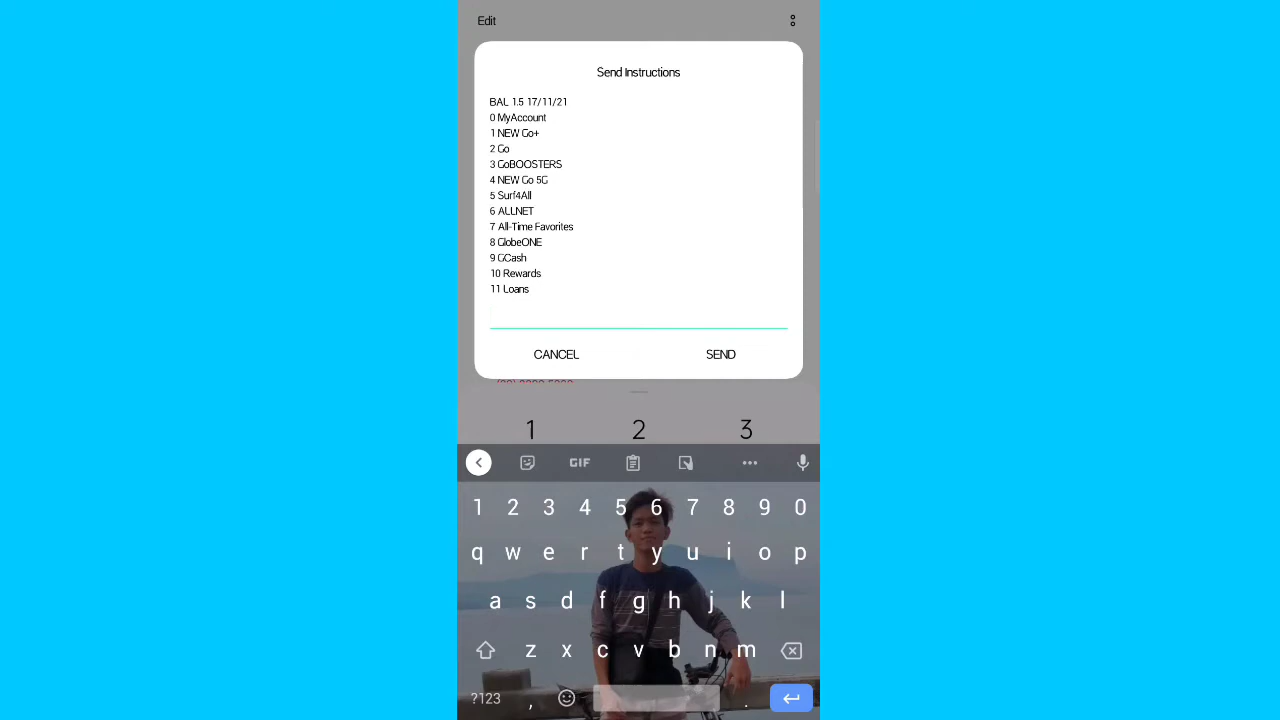 Edit
Send Instructions
BAL 1.5 17/11/21
0 MyAccount
1 NEW Go+
2 Go
3 GoBOOSTERS
4 NEW Go 5G
5 Surf4All
6 ALLNET
7 All-Time Favorites
8 GlobeONE
9 GCash
10 Rewards
11 Loans
CANCEL SEND
1 2 3
GIF
1 2 3 4 5 6 7 8 9 0
q w e r t y u i o p
a s d f g h j k l
z x c v b n m
?123 , .